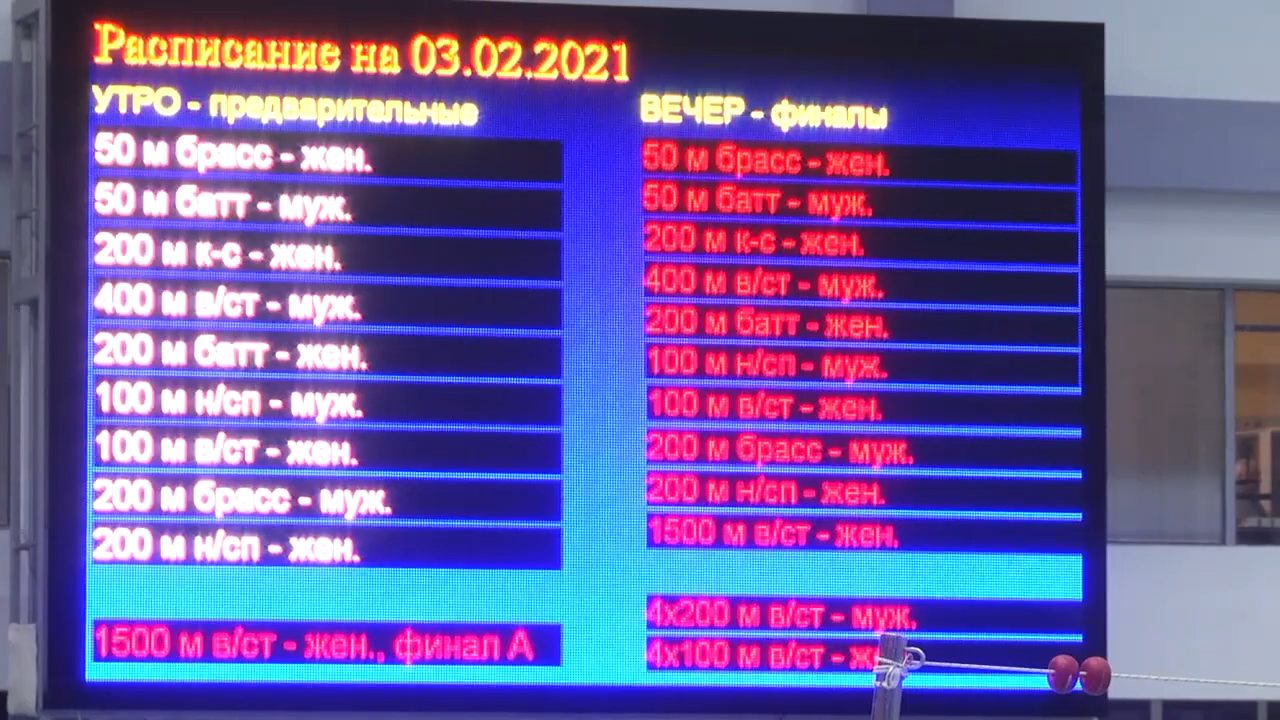 Расписание на 03.02.2021
УТРО - предварительные
50 м брасс - жен.
50 м батт - муж.
200 м к-с - жен.
400 м в/ст - муж.
200 м батт - жен.
100 м н/сп - муж.
100 м в/ст - жен.
200 м брасс - муж.
200 м н/сп - жен.
1500 м в/ст - жен., финал А
ВЕЧЕР - финалы
50 м брасс - жен.
50 м батт - муж.
200 м к-с - жен.
400 м в/ст - муж.
200 м батт - жен.
100 м н/сп - муж.
100 м в/ст - жен.
200 м брасс - муж.
200 м н/сп - жен.
1500 м в/ст - жен.
4х200 м в/ст - муж.
4х100 м в/ст -